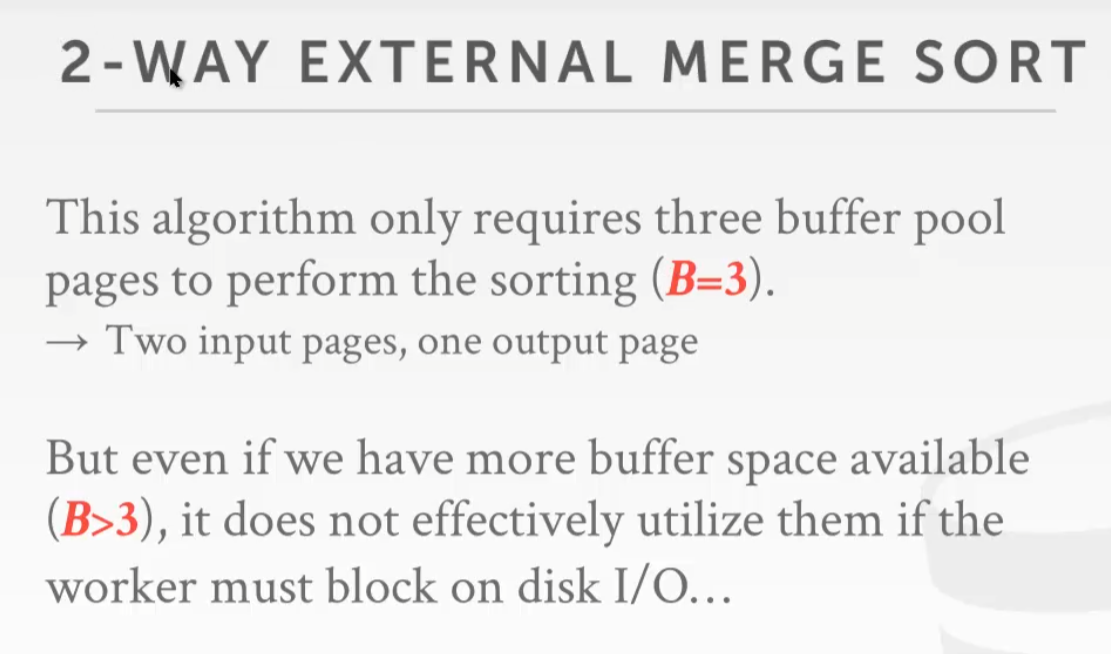 2-WAY EXTERNAL MERGE SORT
This algorithm only requires three buffer pool
pages to perform the sorting (B=3).
→ Two input pages, one output page
But even if we have more buffer space available
(B>3), it does not effectively utilize them if the
worker must block on disk I/O...